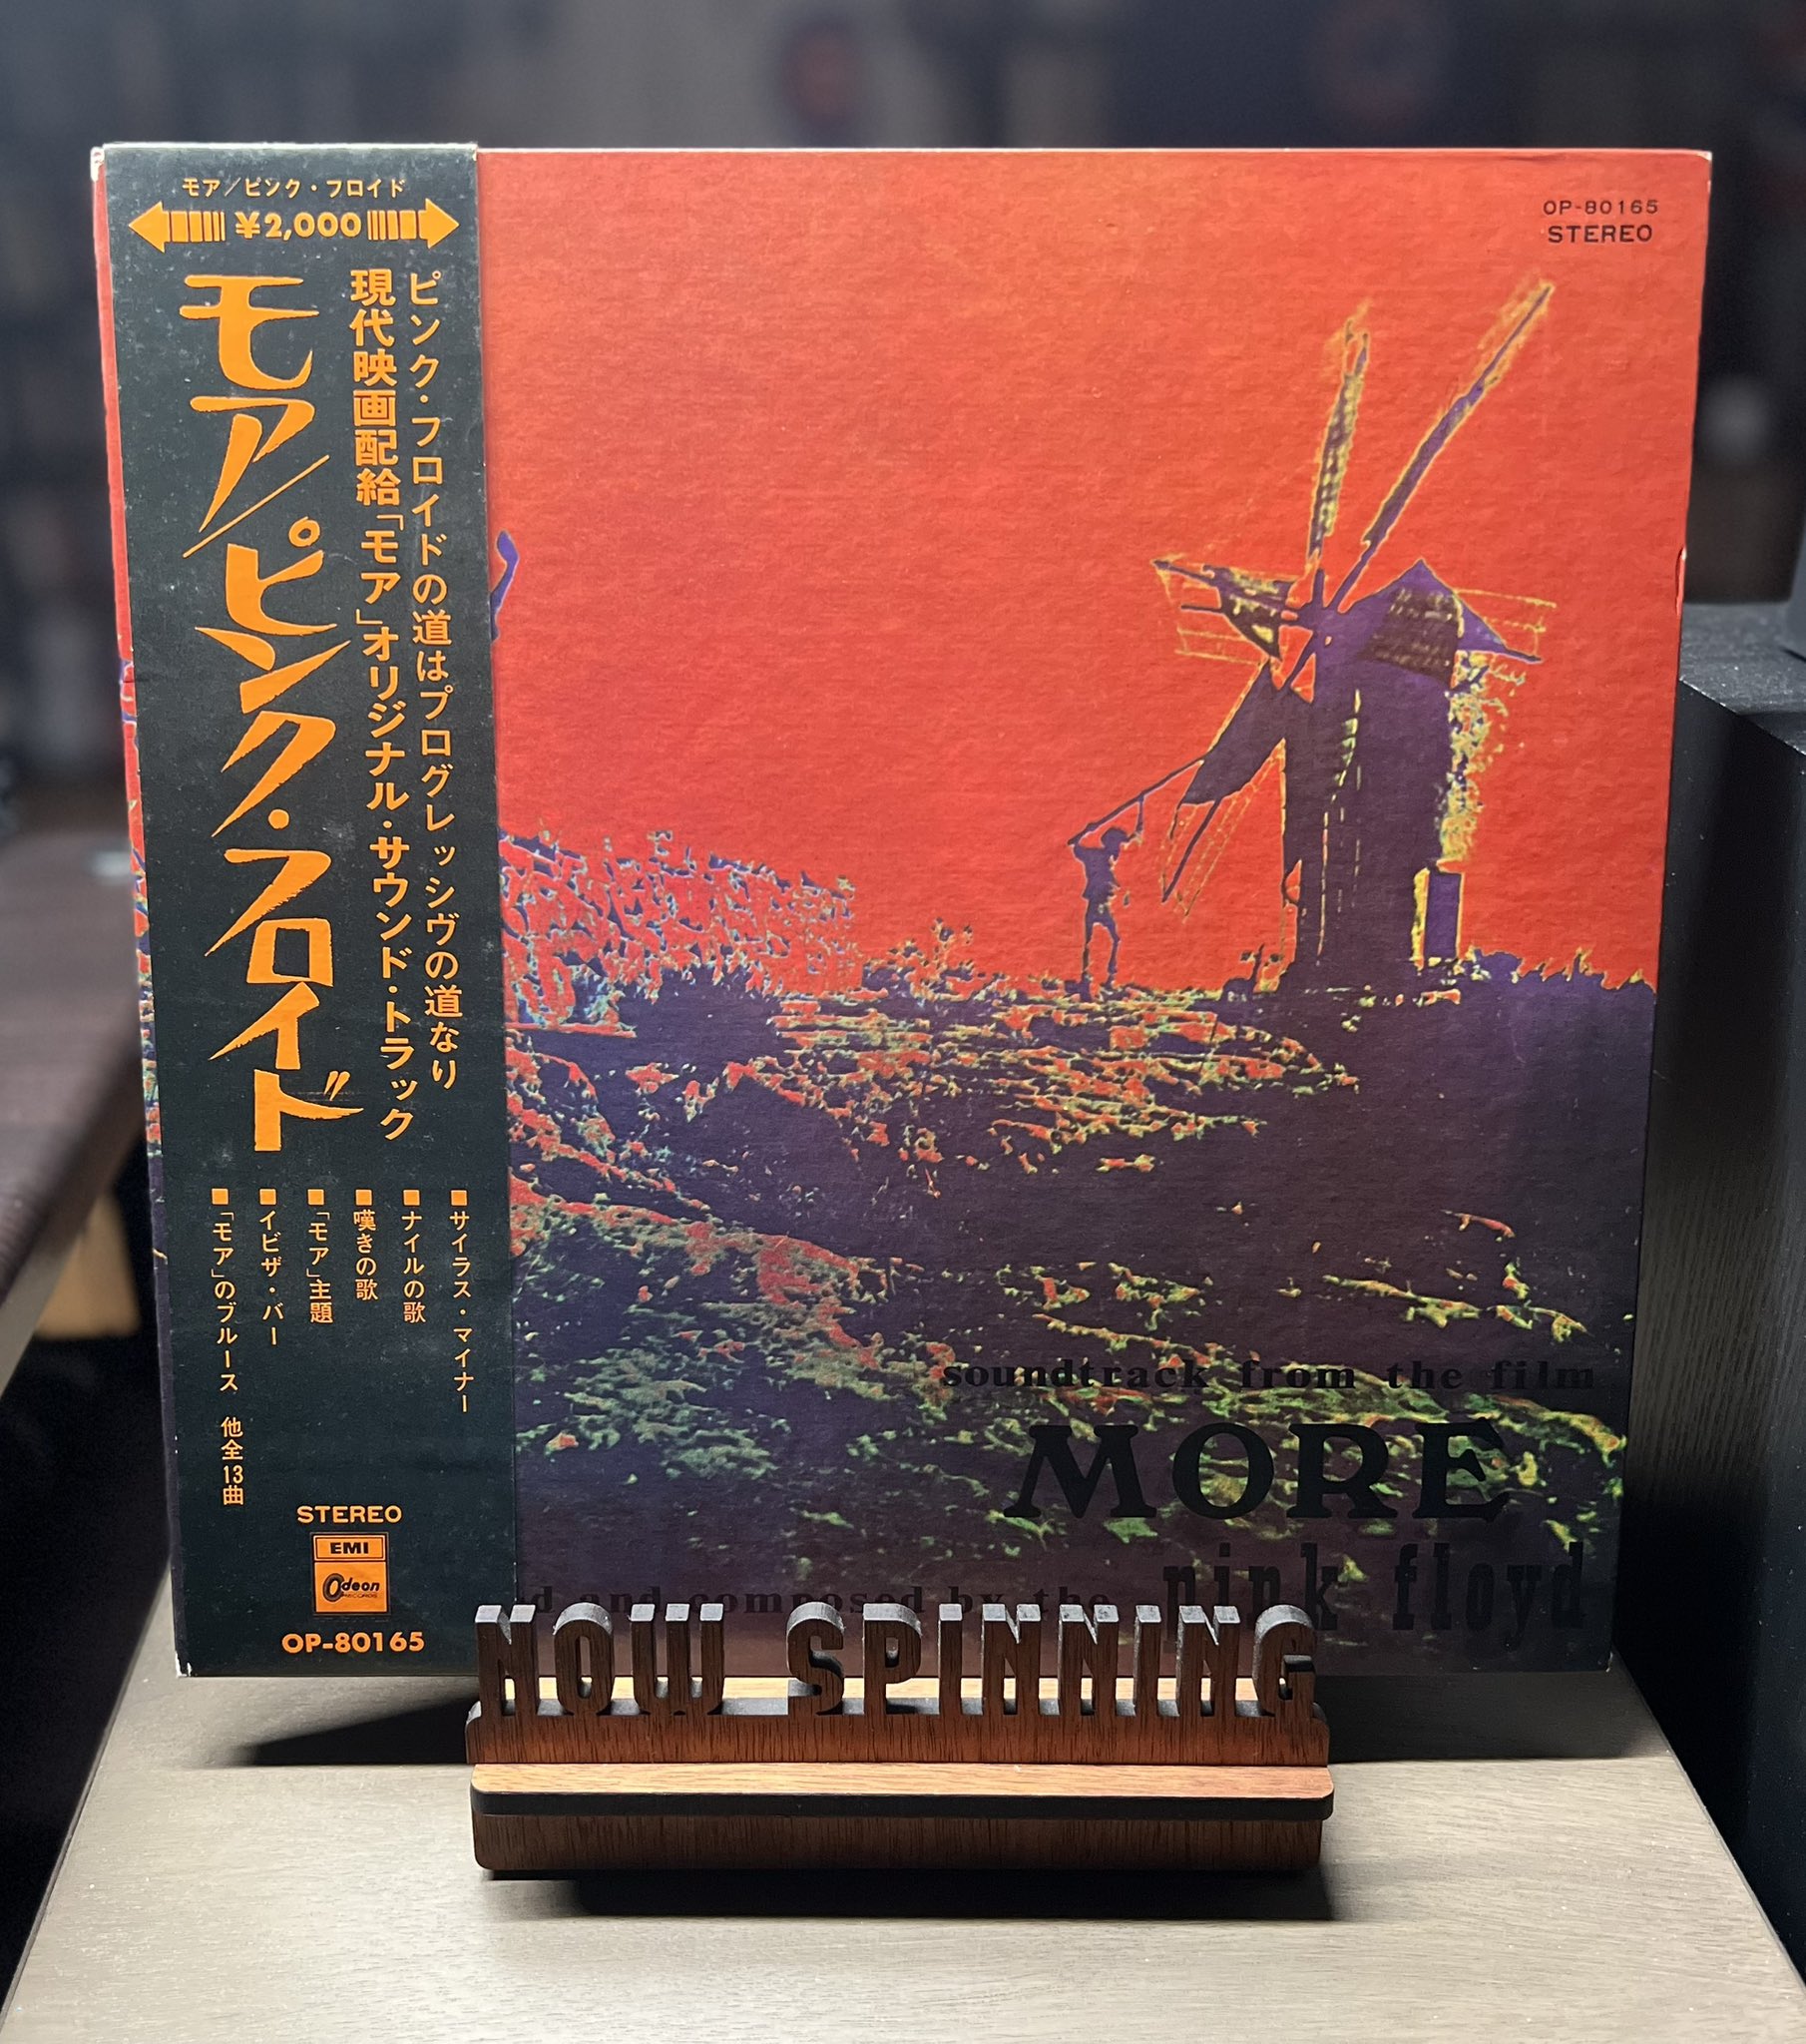 モア/ピンク・フロイド
¥2,000
ピンク・フロイドの道はプログレッシヴの道なり
現代映画配給「モア」オリジナル・サウンド・トラック
モア/ピンク・フロイド
■サイラス・マイナー
■ナイルの歌
■嘆きの歌
■「モア」主題
■イビザ・バー
■「モア」のブルース 他全13曲
STEREO
EMI
Odeon
RECORDS
OP-80165
OP-80165
STEREO
soundtrack from the film
MORE
and composed by the pink floyd
NOW SPINNING